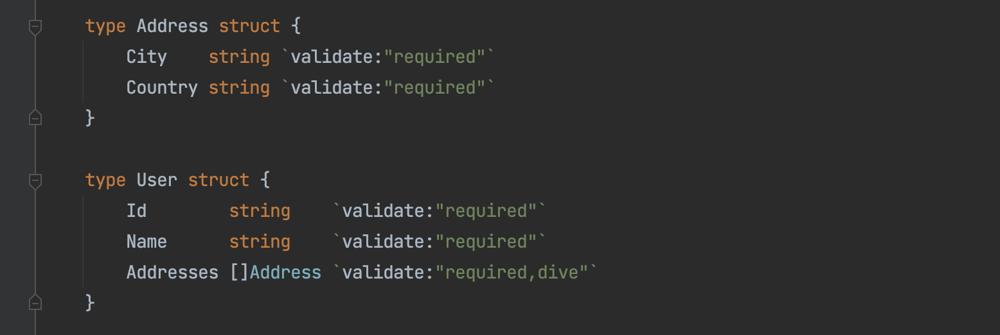 type Address struct {
    City    string `validate:"required"`
    Country string `validate:"required"`
}

type User struct {
    Id        string    `validate:"required"`
    Name      string    `validate:"required"`
    Addresses []Address `validate:"required,dive"`
}